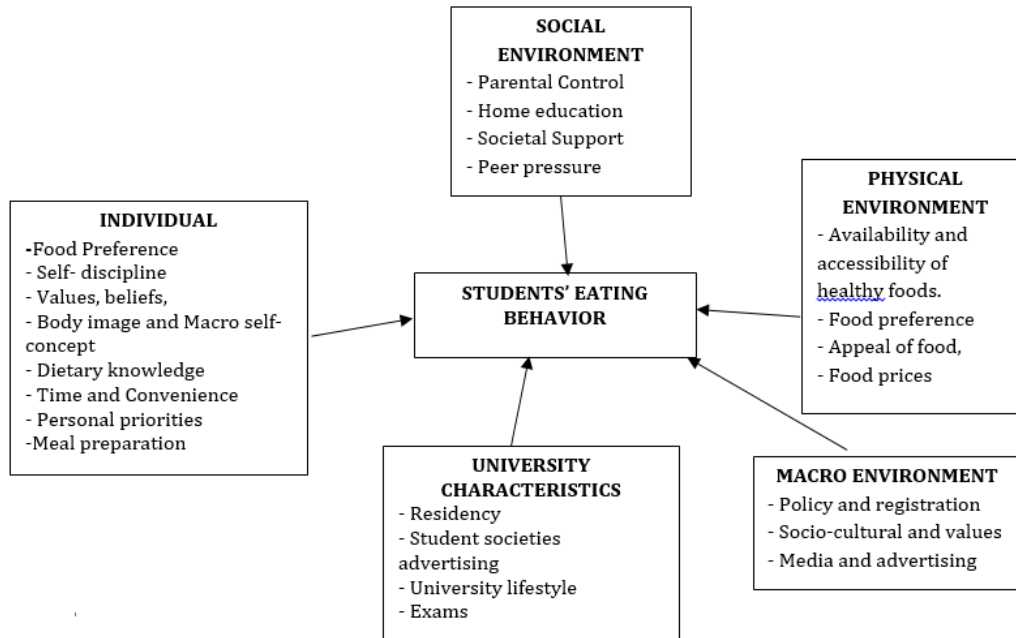 SOCIAL
ENVIRONMENT
- Parental Control
- Home education
- Societal Support
- Peer pressure
PHYSICAL
ENVIRONMENT
- Availability and
accessibility of
healthy foods.
- Food preference
- Appeal of food,
- Food prices
INDIVIDUAL
-Food Preference
- Self- discipline
- Values, beliefs,
- Body image and Macro self-
concept
- Dietary knowledge
- Time and Convenience
- Personal priorities
-Meal preparation
STUDENTS’ EATING
BEHAVIOR
UNIVERSITY
CHARACTERISTICS
- Residency
- Student societies
advertising
- University lifestyle
- Exams
MACRO ENVIRONMENT
- Policy and registration
- Socio-cultural and values
- Media and advertising